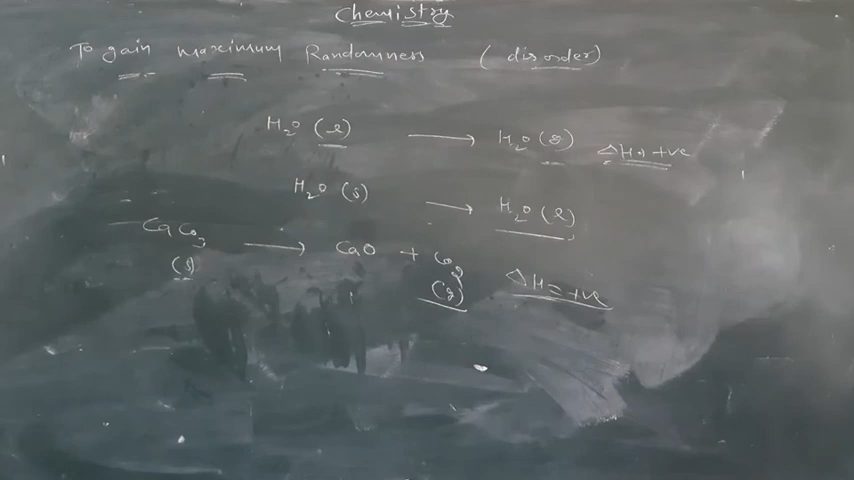 Chemistry
To gain maximum Randomness (disorder)
H2O (l) → H2O (g) ΔH = +ve
H2O (s) → H2O (l)
CaCO3 → CaO + CO2
(s) (g) ΔH = +ve